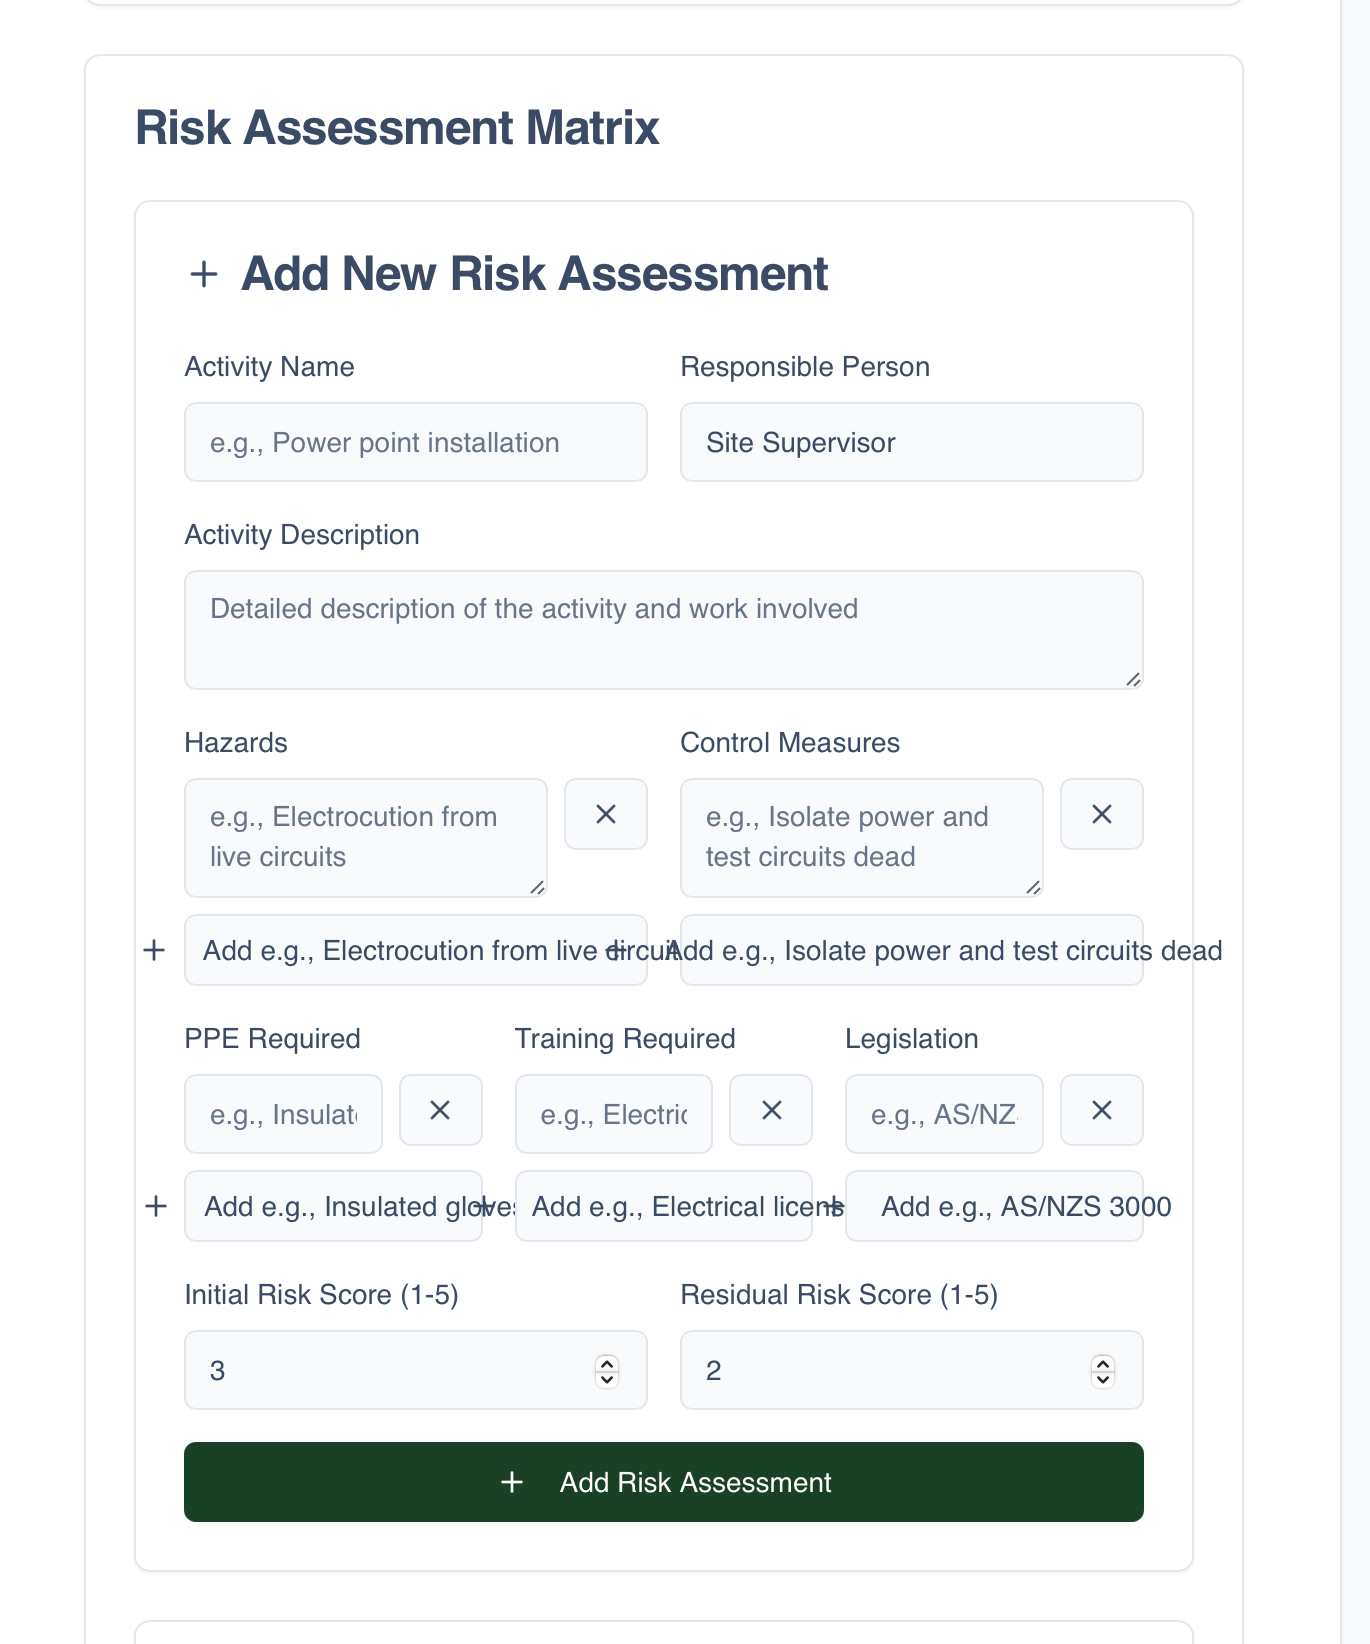 Risk Assessment Matrix
+ Add New Risk Assessment
Activity Name
Responsible Person
e.g., Power point installation
Site Supervisor
Activity Description
Detailed description of the activity and work involved
Hazards
Control Measures
e.g., Electrocution from
live circuits
e.g., Isolate power and
test circuits dead
+ Add e.g., Electrocution from live circuit
+ Add e.g., Isolate power and test circuits dead
PPE Required
Training Required
Legislation
e.g., Insulat
e.g., Electric
e.g., AS/NZ
+ Add e.g., Insulated gloves
+ Add e.g., Electrical licens
+ Add e.g., AS/NZS 3000
Initial Risk Score (1-5)
Residual Risk Score (1-5)
3
2
+ Add Risk Assessment